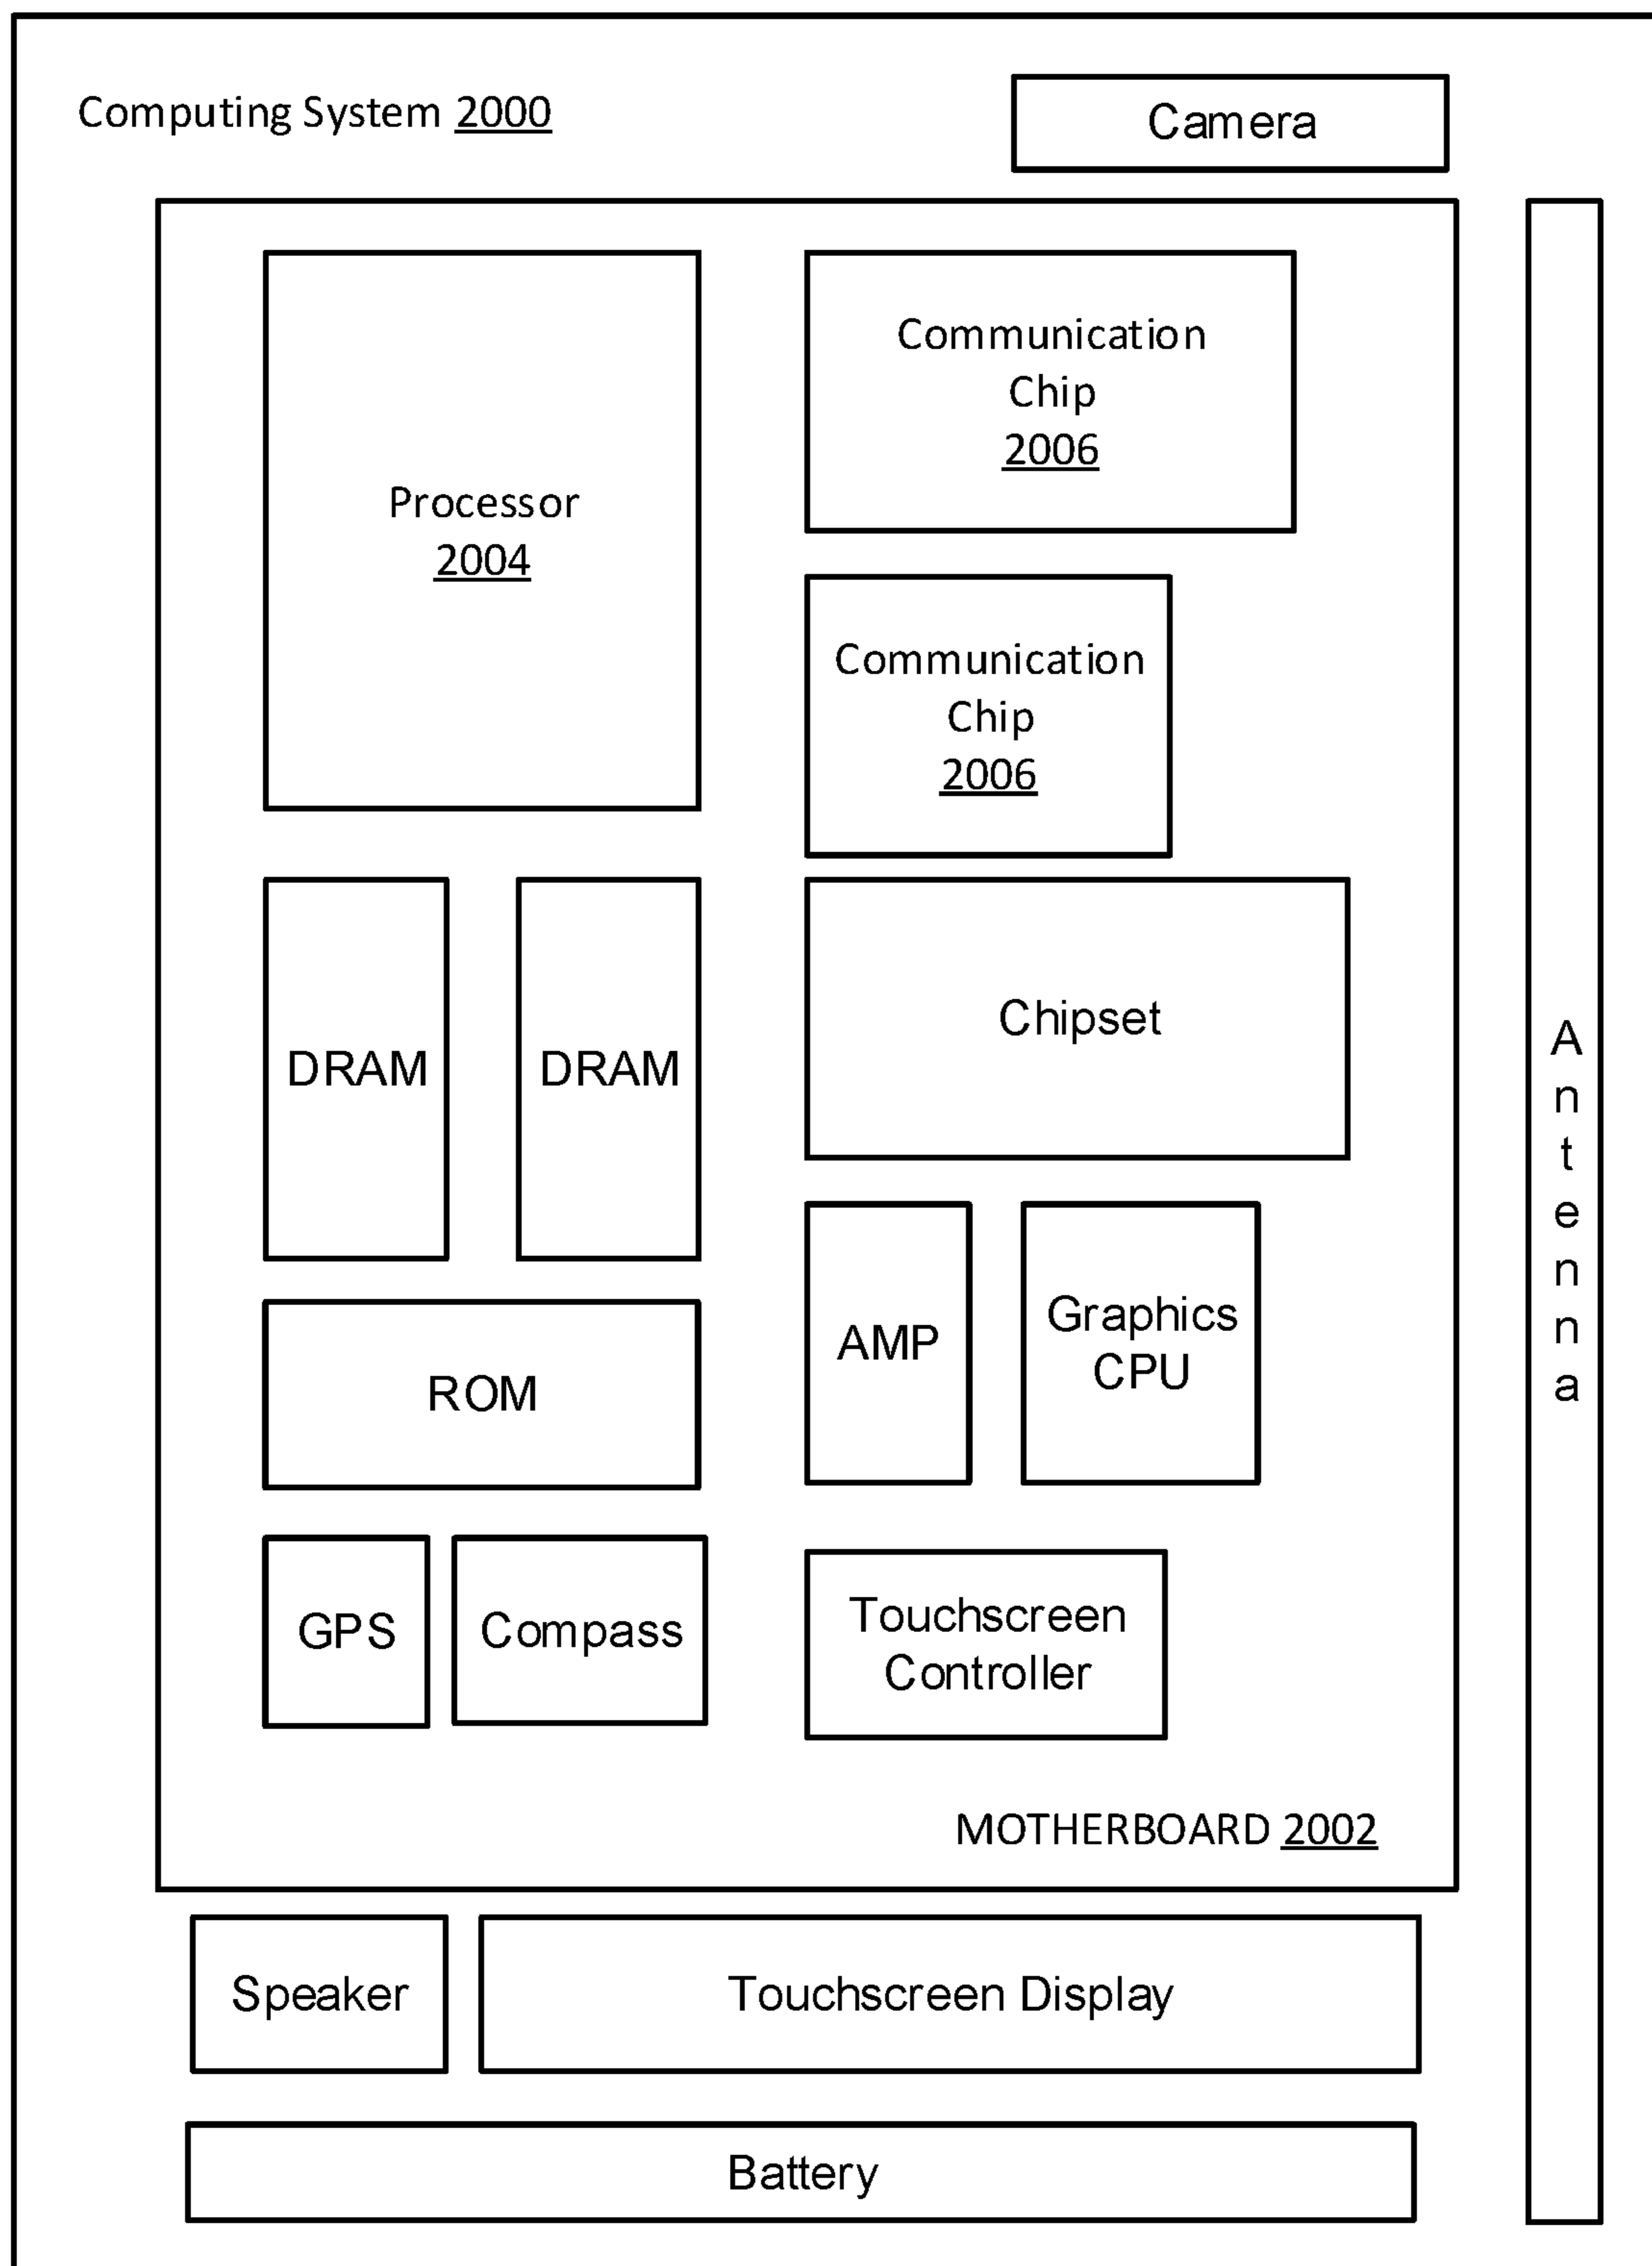 Computing System 2000
Camera
Processor
2004
Communication
Chip
2006
Communication
Chip
2006
DRAM
DRAM
Chipset
ROM
AMP
Graphics
CPU
GPS
Compass
Touchscreen
Controller
MOTHERBOARD 2002
Antenna
Speaker
Touchscreen Display
Battery